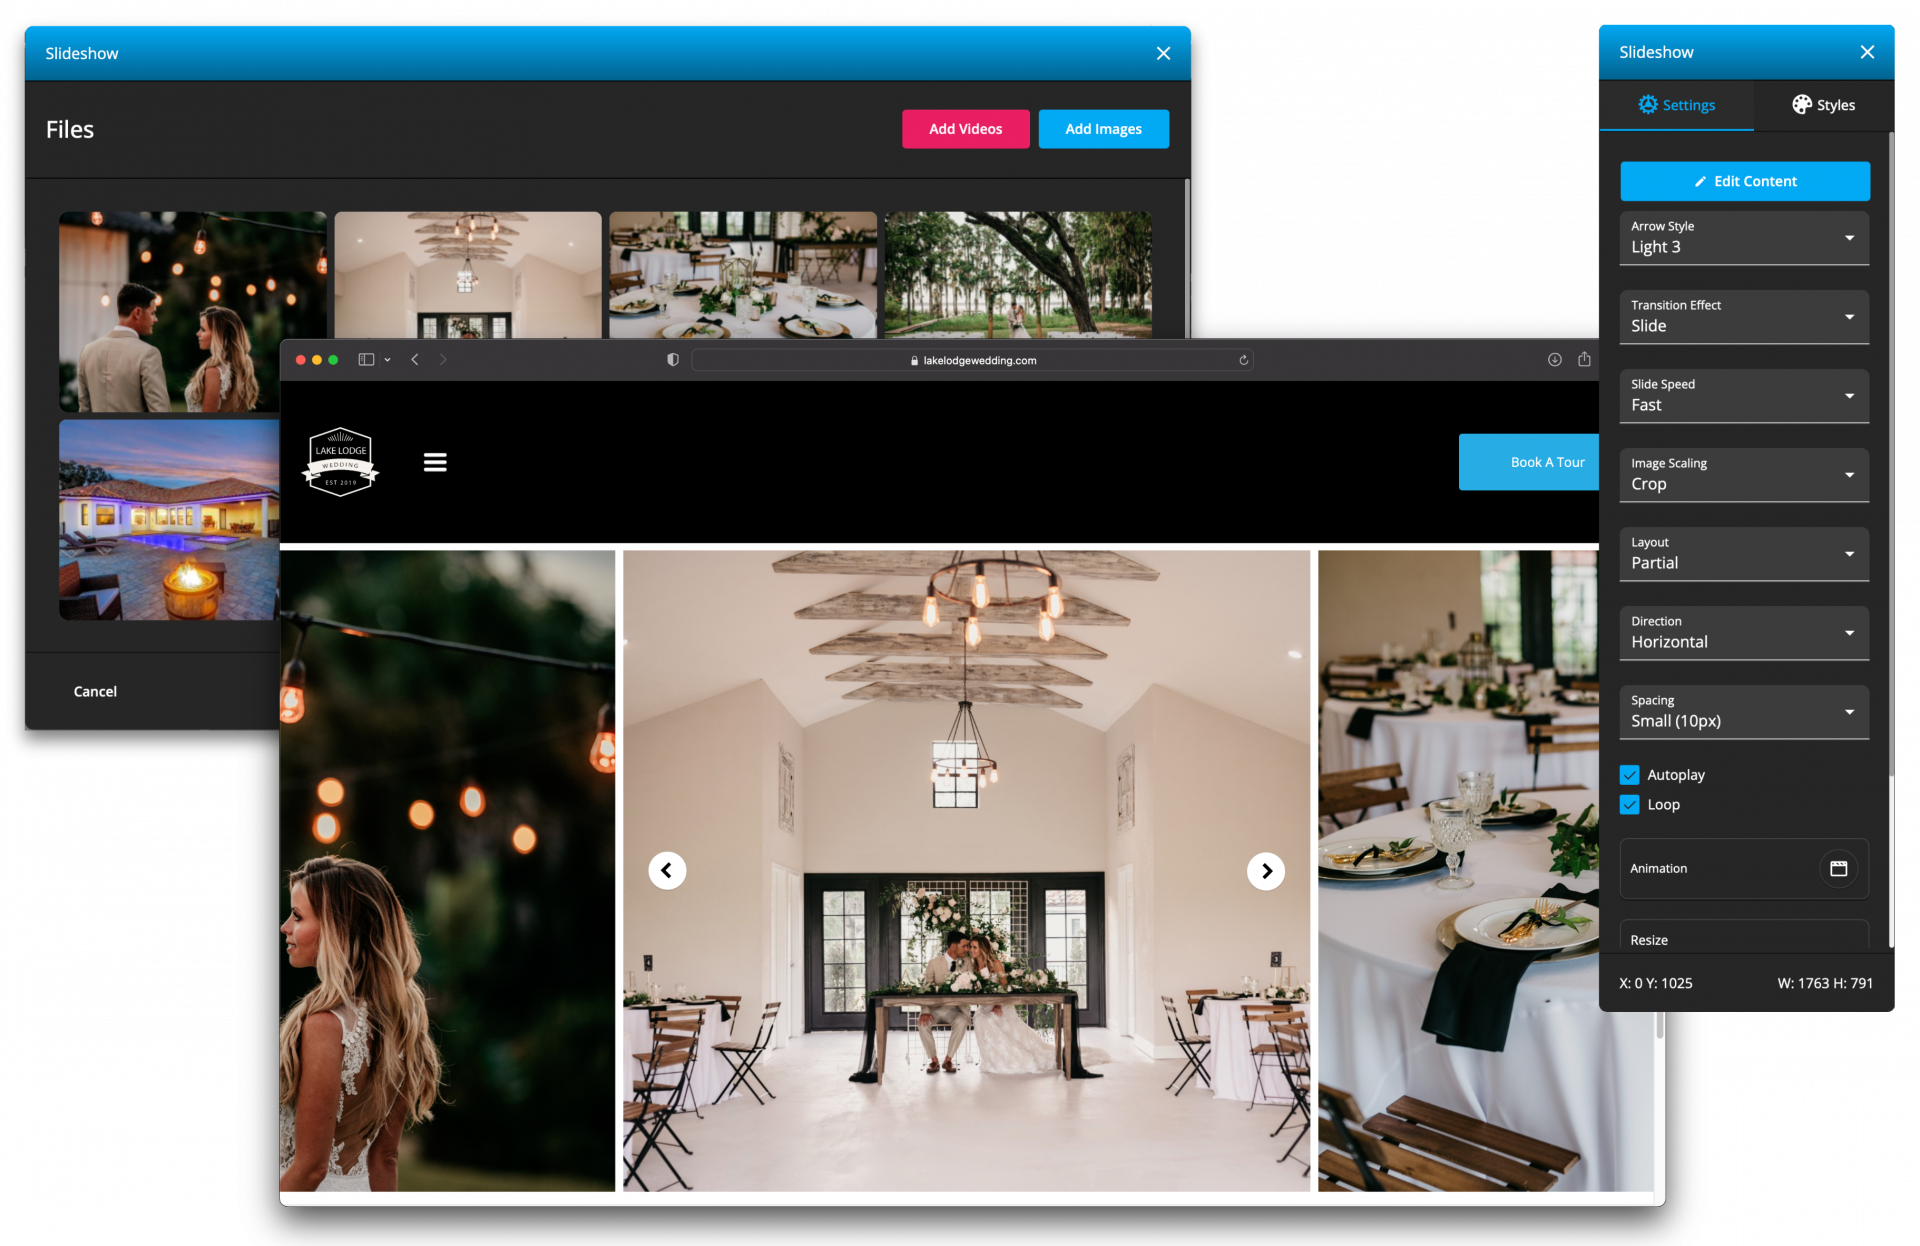 Slideshow
Files
Add Videos
Add Images
Cancel
lakelodgewedding.com
LAKE LODGE
WEDDING
EST 2019
Book A Tour
Slideshow
Settings
Styles
Edit Content
Arrow Style
Light 3
Transition Effect
Slide
Slide Speed
Fast
Image Scaling
Crop
Layout
Partial
Direction
Horizontal
Spacing
Small (10px)
Autoplay
Loop
Animation
Resize
X: 0 Y: 1025
W: 1763 H: 791